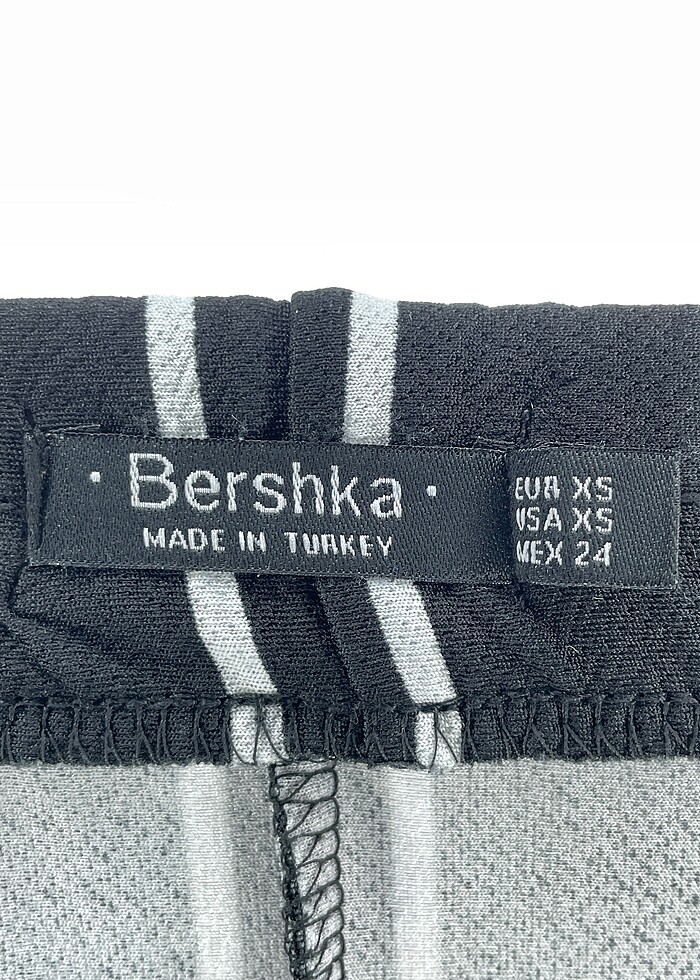 · Bershka ·
MADE IN TURKEY
EUR XS
USA XS
MEX 24